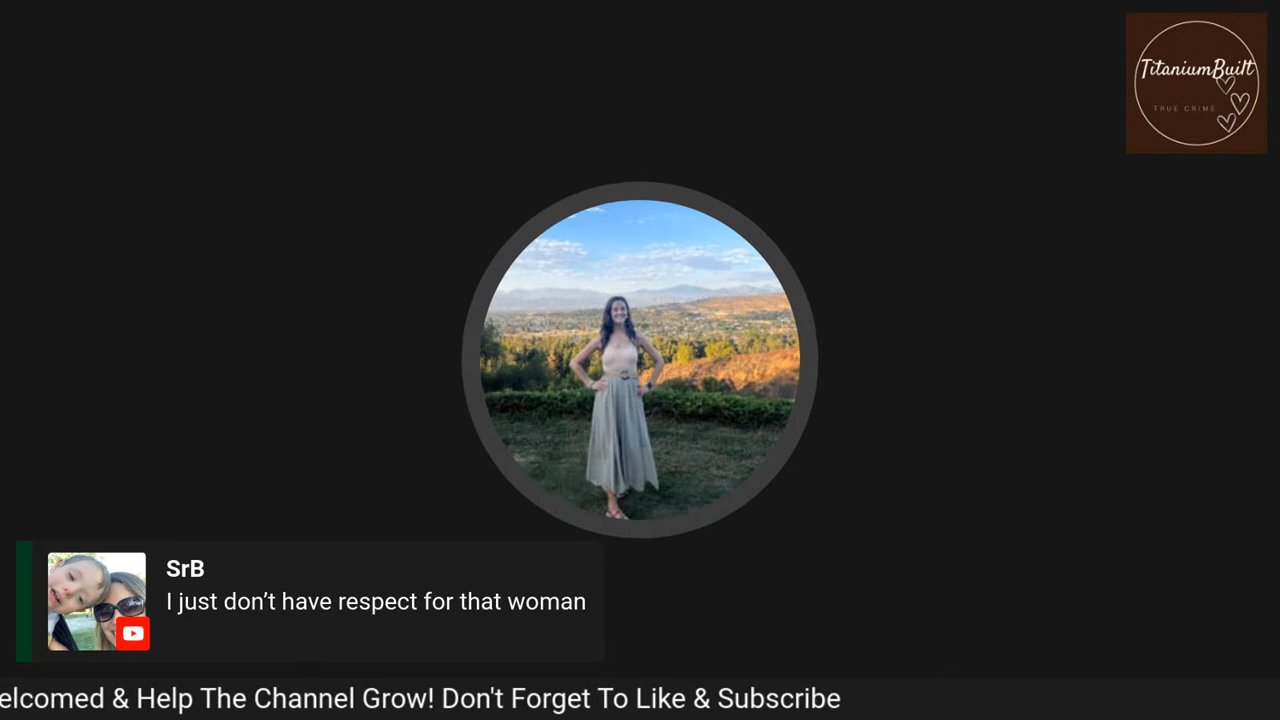 TitaniumBuilt
TRUE CRIME
SrB
I just don’t have respect for that woman
elcomed & Help The Channel Grow! Don't Forget To Like & Subscribe